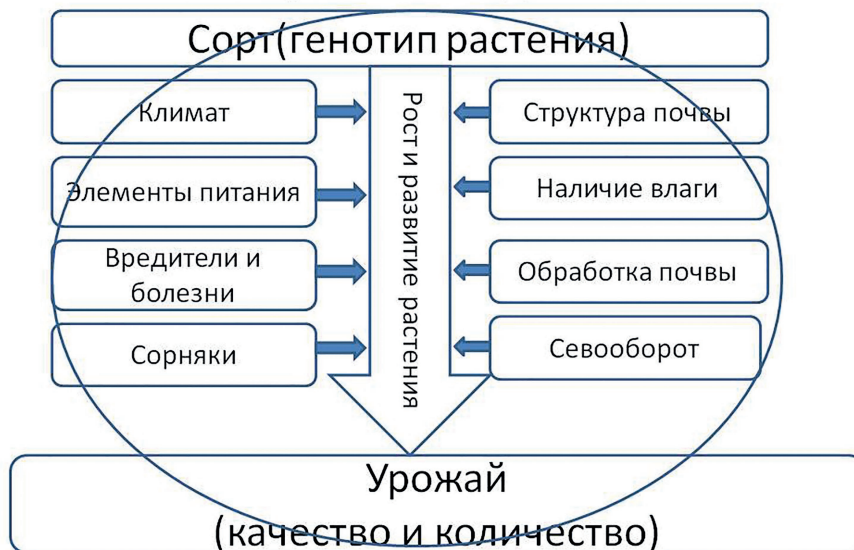 Сорт(генотип растения)
Климат
Элементы питания
Вредители и
болезни
Сорняки
Рост и развитие растения
Структура почвы
Наличие влаги
Обработка почвы
Севооборот
Урожай
(качество и количество)